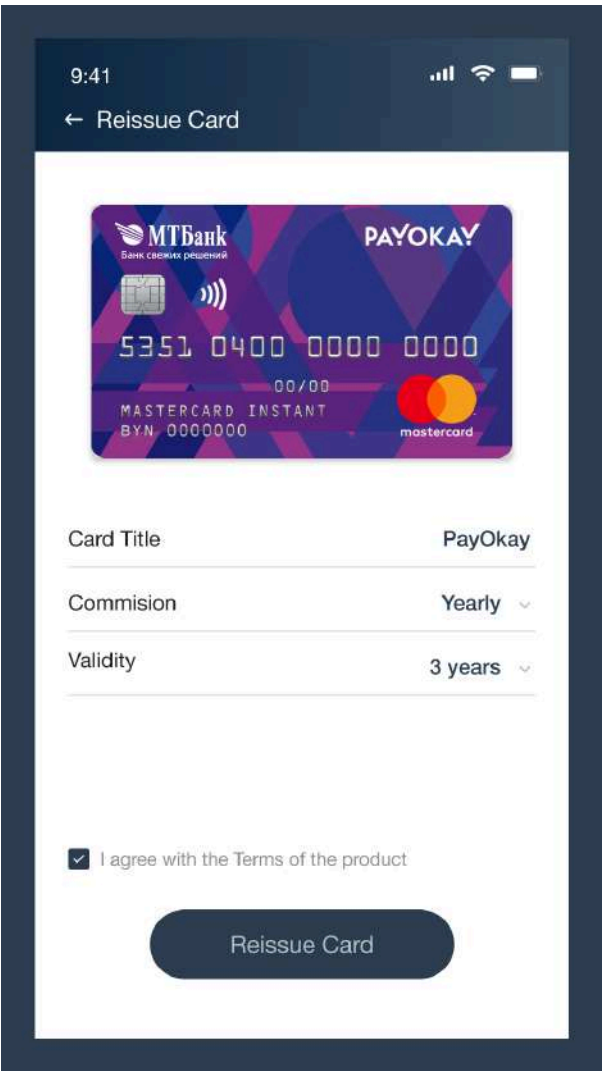 9:41
← Reissue Card
МТБанк
Банк свежих решений
PAYOKAY
5351 0400 0000 0000
00/00
MASTERCARD INSTANT
BYN 0000000
mastercard
Card Title PayOkay
Commision Yearly
Validity 3 years
I agree with the Terms of the product
Reissue Card